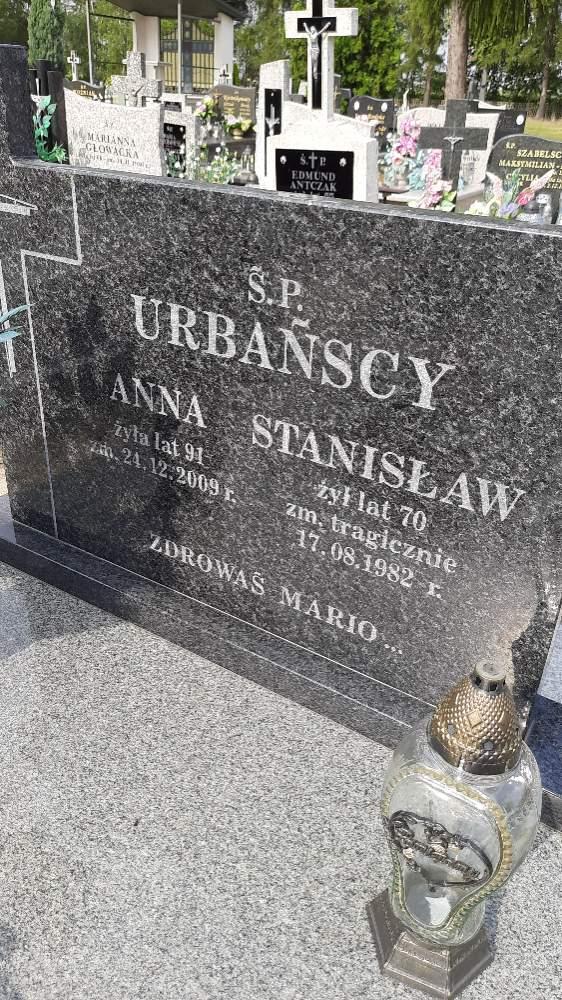 Ś.P.
URBAŃSCY
ANNA
żyła lat 91
zm. 24.12.2009 r.
STANISŁAW
żył lat 70
zm. tragicznie
17.08.1982 r.
ZDROWAŚ MARIO...
MARIANNA
GŁOWACKA
Ś P
EDMUND
ANTCZAK
Ś.P.
SZABELSC
MAKSYMILIAN